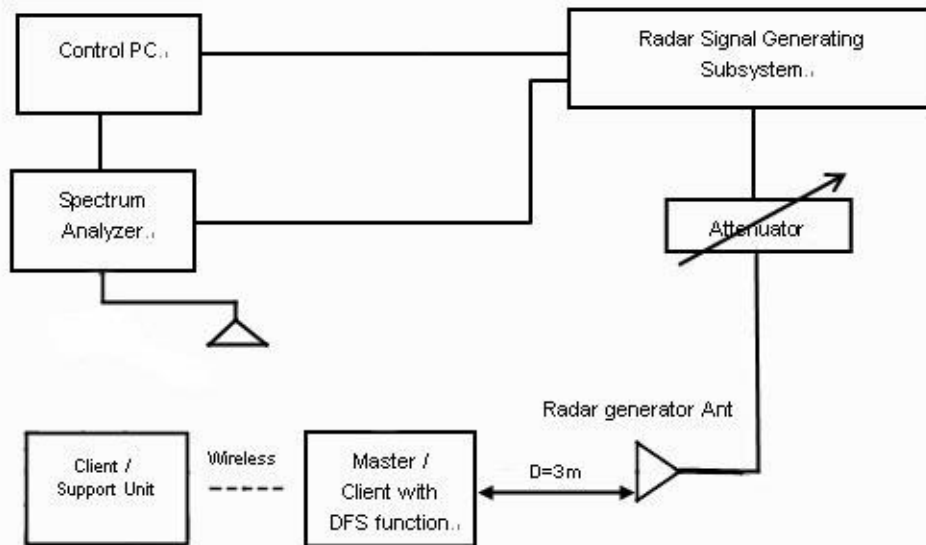 Control PC
Radar Signal Generating
Subsystem
Spectrum
Analyzer
Attenuator
Radar generator Ant
Client /
Support Unit
Wireless
Master /
Client with
DFS function
D=3m